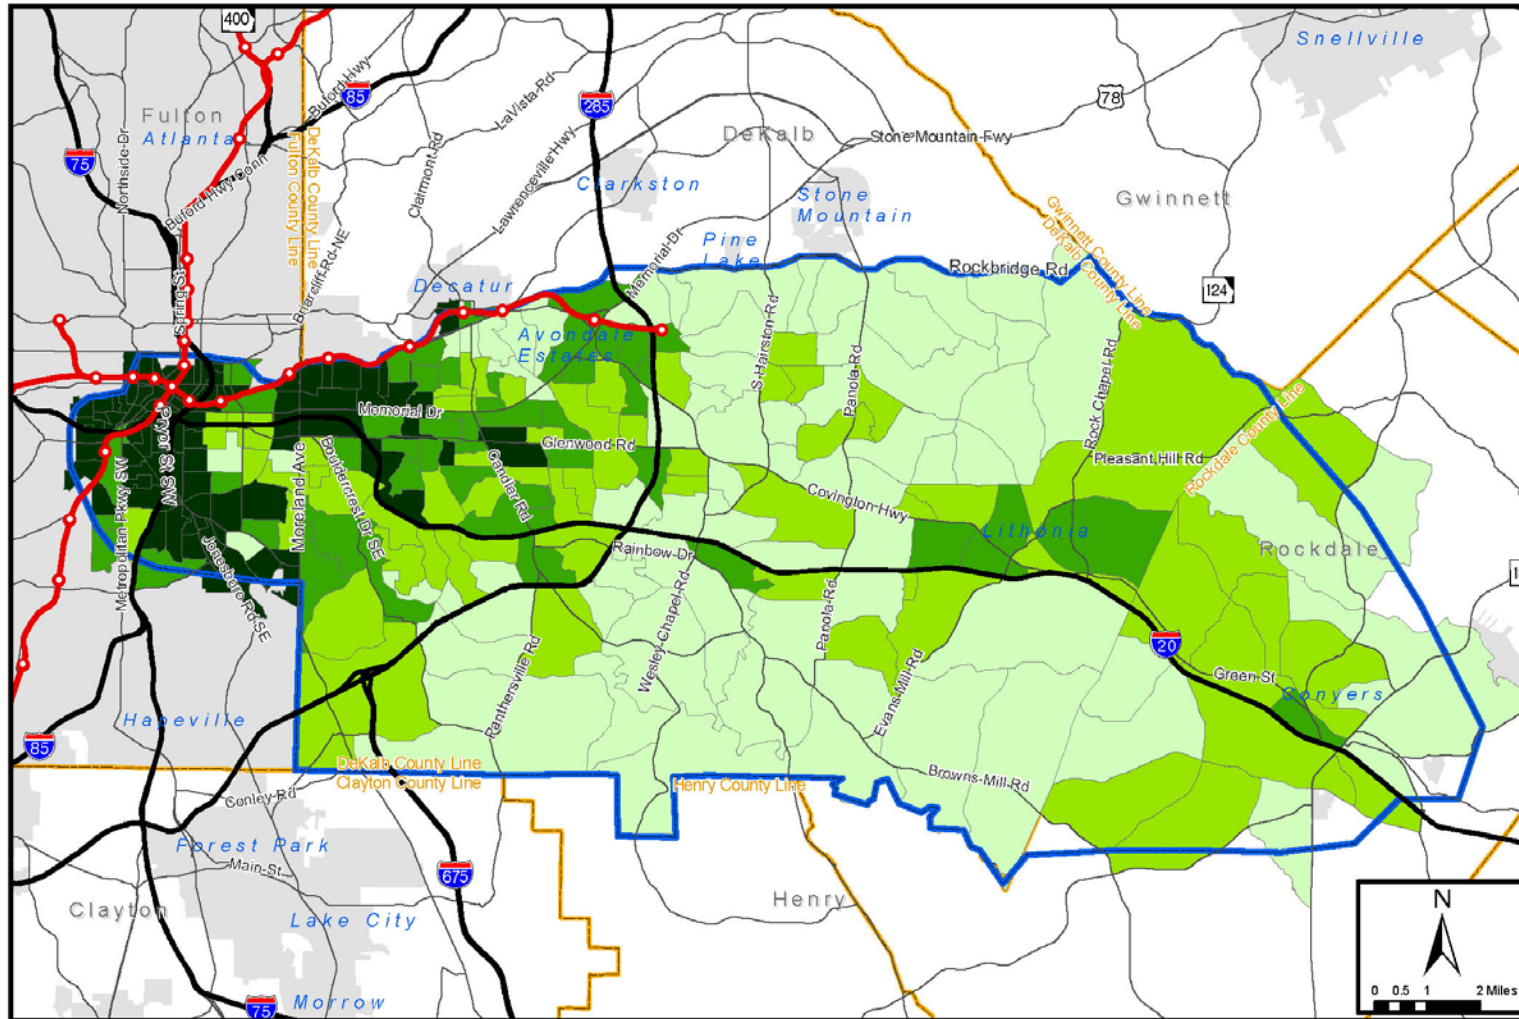 400
Snellville
Buford Hwy
85
78
285
LaVista Rd
Fulton
Atlanta
DeKalb
Stone Mountain Fwy
75
Northside Dr
Clairmont Rd
Lawrenceville Hwy
DeKalb County Line
Fulton County Line
Buford Hwy Conn
Clarkston
Stone
Mountain
Gwinnett
Gwinnett County Line
DeKalb County Line
Briarcliff Rd NE
Memorial Dr
Pine
Lake
Rockbridge Rd
Spring St
Decatur
124
Avondale
Estates
S Hairston Rd
Panola Rd
Rock Chapel Rd
Memorial Dr
Rockdale County Line
Pryor St SW
Moreland Ave
Glenwood Rd
Pleasant Hill Rd
Metropolitan Pkwy SW
Bouldercrest Dr SE
Candler Rd
Covington Hwy
Lithonia
Rockdale
Jonesboro Rd SE
Rainbow Dr
Panola Rd
Wesley Chapel Rd
20
Panthersville Rd
Evans Mill Rd
Green St
Conyers
Hapeville
85
DeKalb County Line
Clayton County Line
Henry County Line
Browns Mill Rd
Conley Rd
Forest Park
Main St
675
Clayton
Lake City
Henry
Morrow
75
N
0 0.5 1 2 Miles